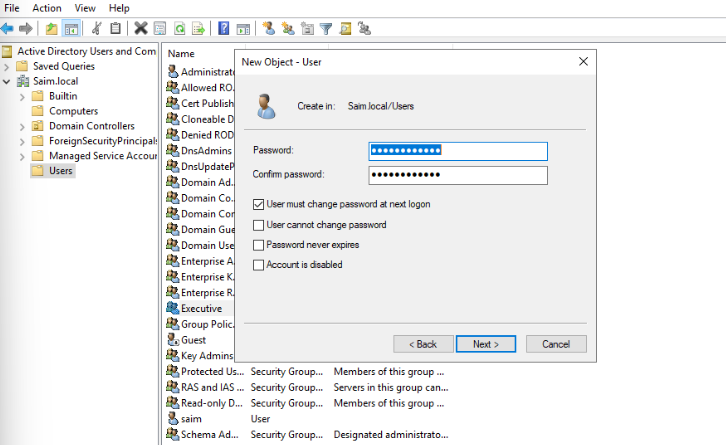 File Action View Help
Active Directory Users and Com
Saved Queries
Saim.local
Builtin
Computers
Domain Controllers
ForeignSecurityPrincipals
Managed Service Accour
Users
Name
Administrato
Allowed RO.
Cert Publish
Cloneable D
Denied ROD
DnsAdmins
DnsUpdateP
Domain Ad..
Domain Co..
Domain Con
Domain Gue
Domain Use
Enterprise A.
Enterprise K.
Enterprise R.
Executive
Group Polic.
Guest
Key Admins
Protected Us... Security Group... Members of this group ...
RAS and IAS ... Security Group... Servers in this group can...
Read-only D... Security Group... Members of this group ...
saim User
Schema Ad... Security Group... Designated administrato...
New Object - User
Create in: Saim.local/Users
Password:
Confirm password:
User must change password at next logon
User cannot change password
Password never expires
Account is disabled
< Back Next > Cancel